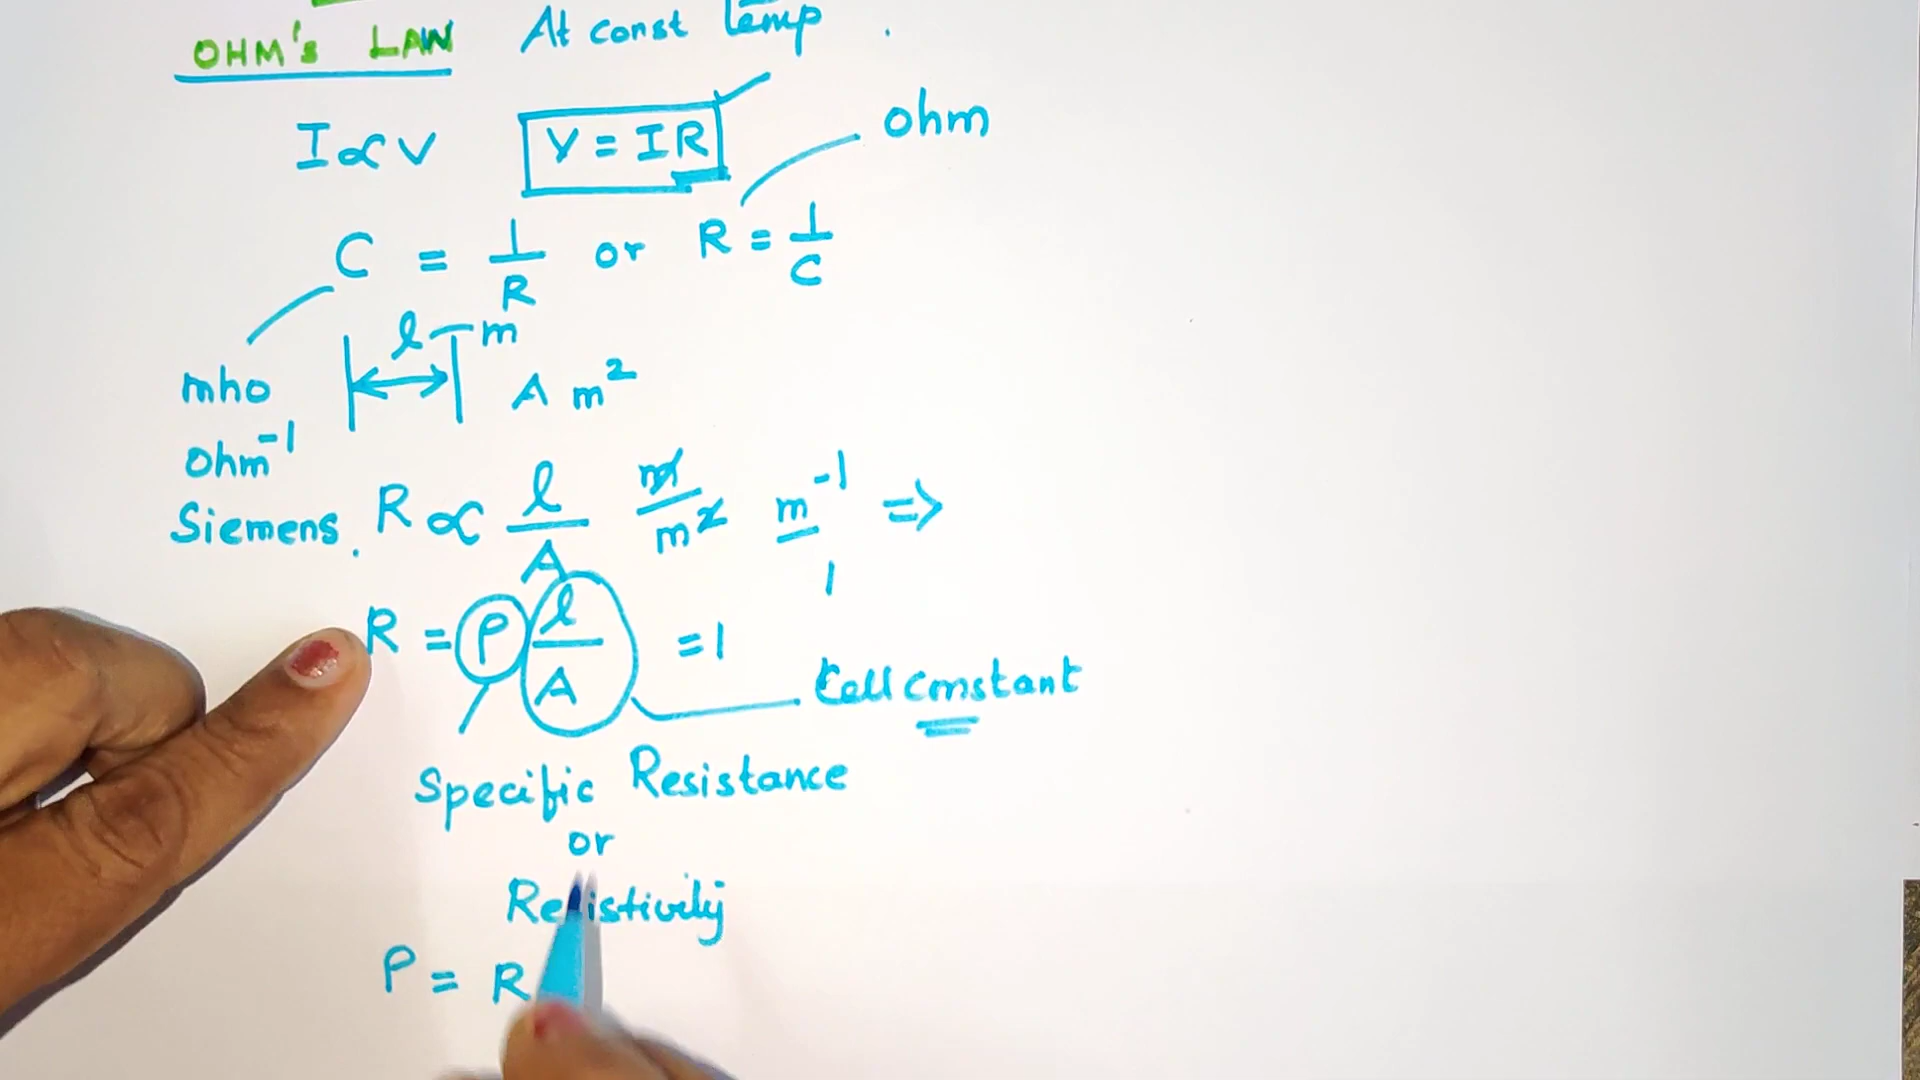 OHM's LAW At const temp.
I ∝ V V = IR ohm
C = 1/R or R = 1/C
l m
mho A m²
ohm⁻¹
Siemens. R ∝ l/A m/m² m⁻¹ =>
1
R = ρ l/A = 1
Cell constant
Specific Resistance
or
Resistivity
ρ = R